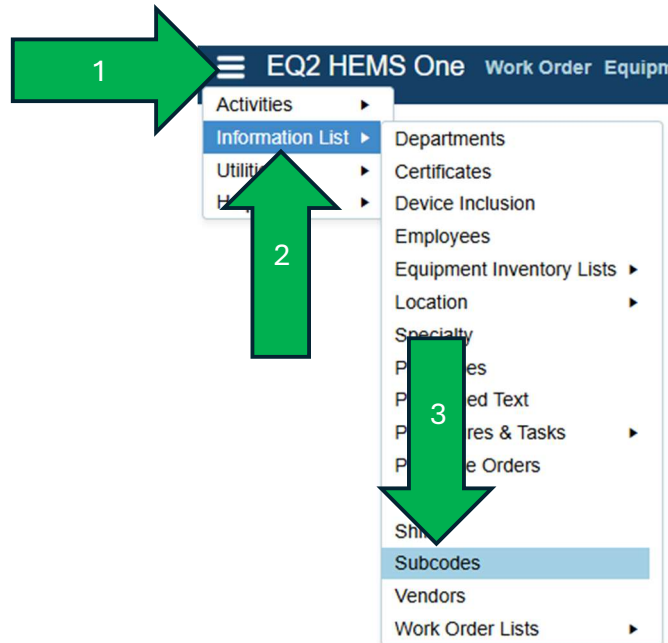 1
EQ2 HEMS One Work Order
Activities
Information List
2
Departments
Certificates
Device Inclusion
Employees
Equipment Inventory Lists
Location
Specialty
3
Subcodes
Vendors
Work Order Lists